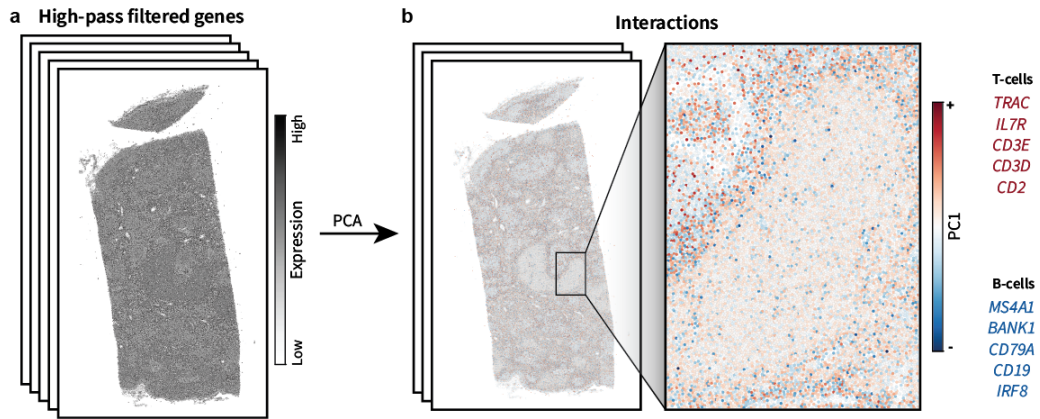 a High-pass filtered genes
High
Expression
Low
PCA
b Interactions
+
PC1
-
T-cells
TRAC
IL7R
CD3E
CD3D
CD2
B-cells
MS4A1
BANK1
CD79A
CD19
IRF8